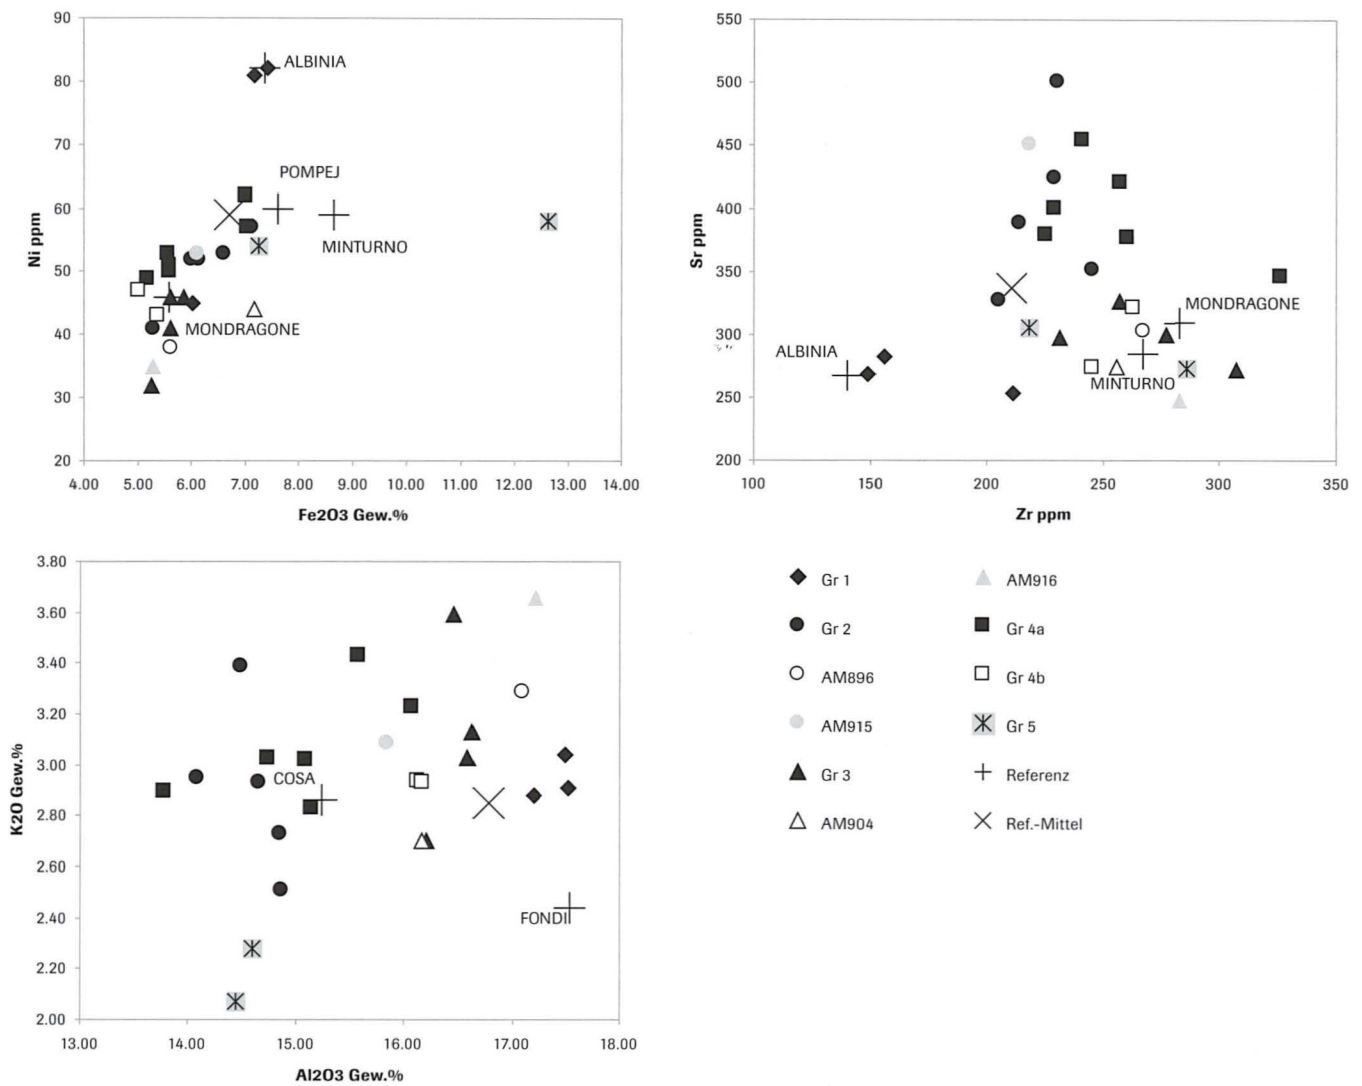 90
80
70
60
50
40
30
20
Ni ppm
ALBINIA
POMPEJ
MINTURNO
MONDRAGONE
4.00 5.00 6.00 7.00 8.00 9.00 10.00 11.00 12.00 13.00 14.00
Fe2O3 Gew.%
550
500
450
400
350
300
250
200
Sr ppm
MONDRAGONE
ALBINIA
MINTURNO
100 150 200 250 300 350
Zr ppm
3.80
3.60
3.40
3.20
3.00
2.80
2.60
2.40
2.20
2.00
K2O Gew.%
COSA
FONDI
13.00 14.00 15.00 16.00 17.00 18.00
Al2O3 Gew.%
Gr 1
Gr 2
AM896
AM915
Gr 3
AM904
AM916
Gr 4a
Gr 4b
Gr 5
Referenz
Ref.-Mittel